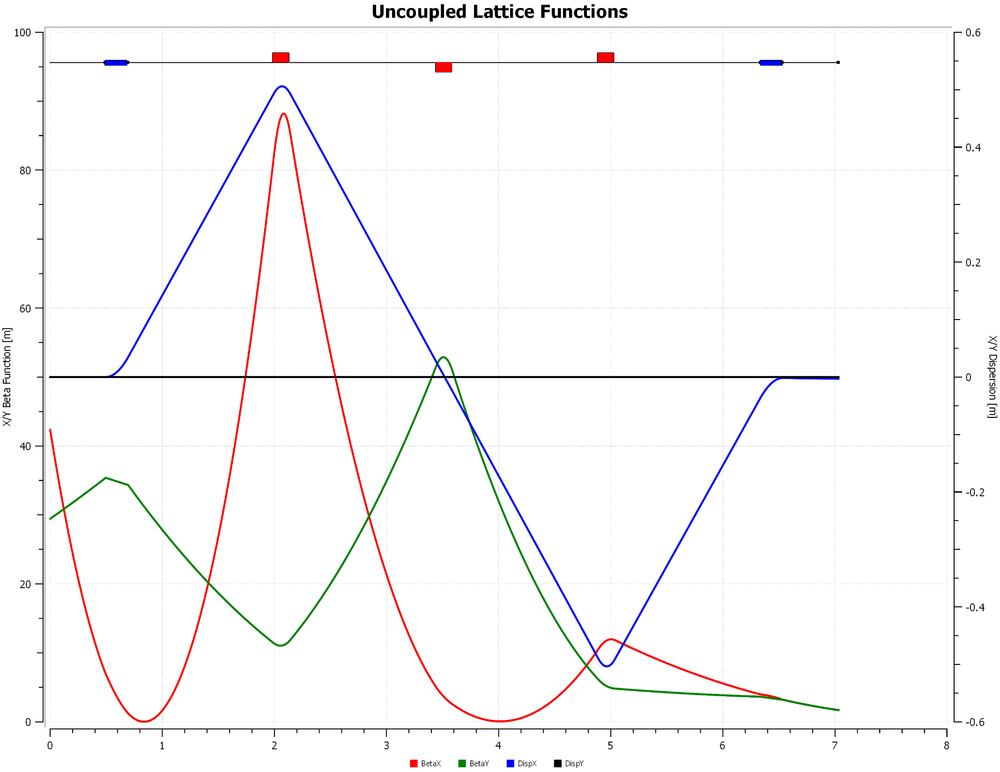 Uncoupled Lattice Functions
100
80
60
40
20
0
X/Y Beta Function [m]
0.6
0.4
0.2
0
-0.2
-0.4
-0.6
X/Y Dispersion [m]
0 1 2 3 4 5 6 7 8
BetaX BetaY DispX DispY